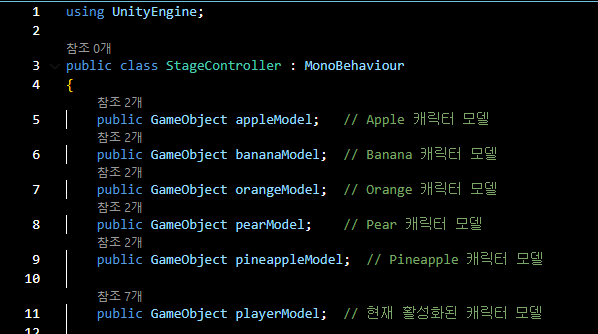 1 using UnityEngine;
2
참조 0개
3 public class StageController : MonoBehaviour
4 {
참조 2개
5 public GameObject appleModel; // Apple 캐릭터 모델
참조 2개
6 public GameObject bananaModel; // Banana 캐릭터 모델
참조 2개
7 public GameObject orangeModel; // Orange 캐릭터 모델
참조 2개
8 public GameObject pearModel; // Pear 캐릭터 모델
참조 2개
9 public GameObject pineappleModel; // Pineapple 캐릭터 모델
10
참조 7개
11 public GameObject playerModel; // 현재 활성화된 캐릭터 모델
12